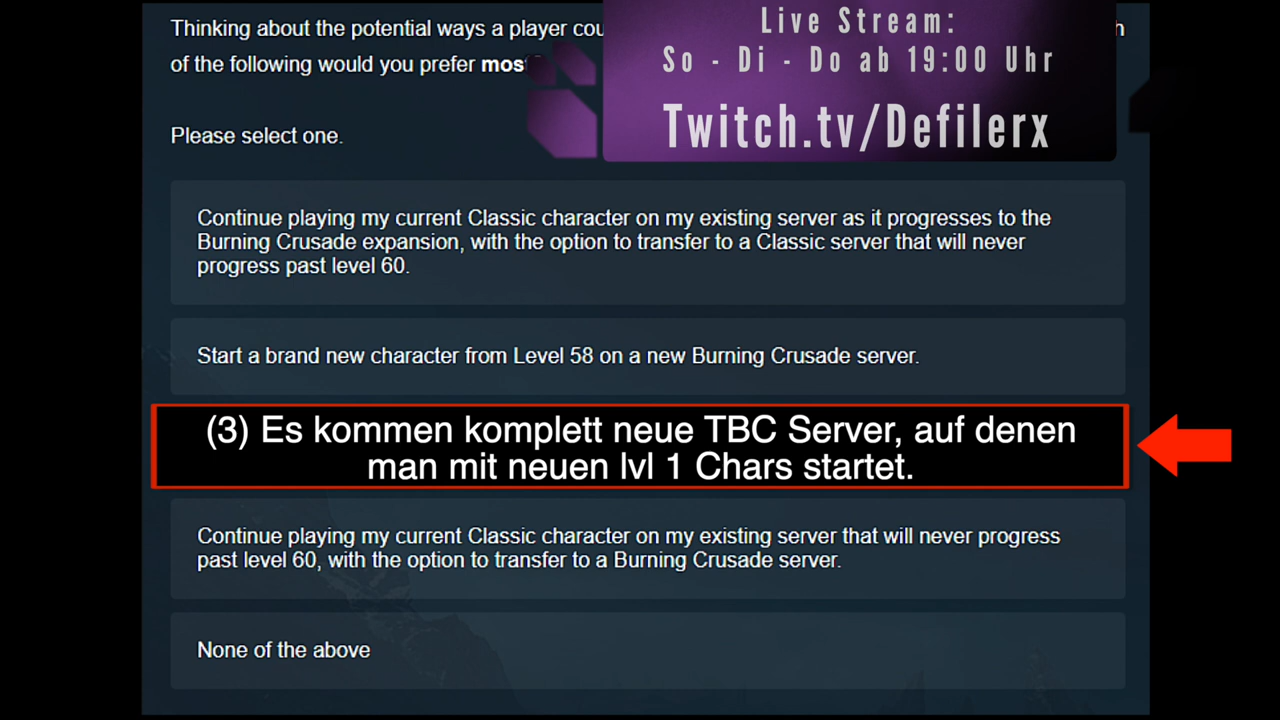 Thinking about the potential ways a player
of the following would you prefer
Live Stream:
So - Di - Do ab 19:00 Uhr
Twitch.tv/Defilerx
Please select one.
Continue playing my current Classic character on my existing server as it progresses to the
Burning Crusade expansion, with the option to transfer to a Classic server that will never
progress past level 60.
Start a brand new character from Level 58 on a new Burning Crusade server.
(3) Es kommen komplett neue TBC Server, auf denen
man mit neuen lvl 1 Chars startet.
Continue playing my current Classic character on my existing server that will never progress
past level 60, with the option to transfer to a Burning Crusade server.
None of the above